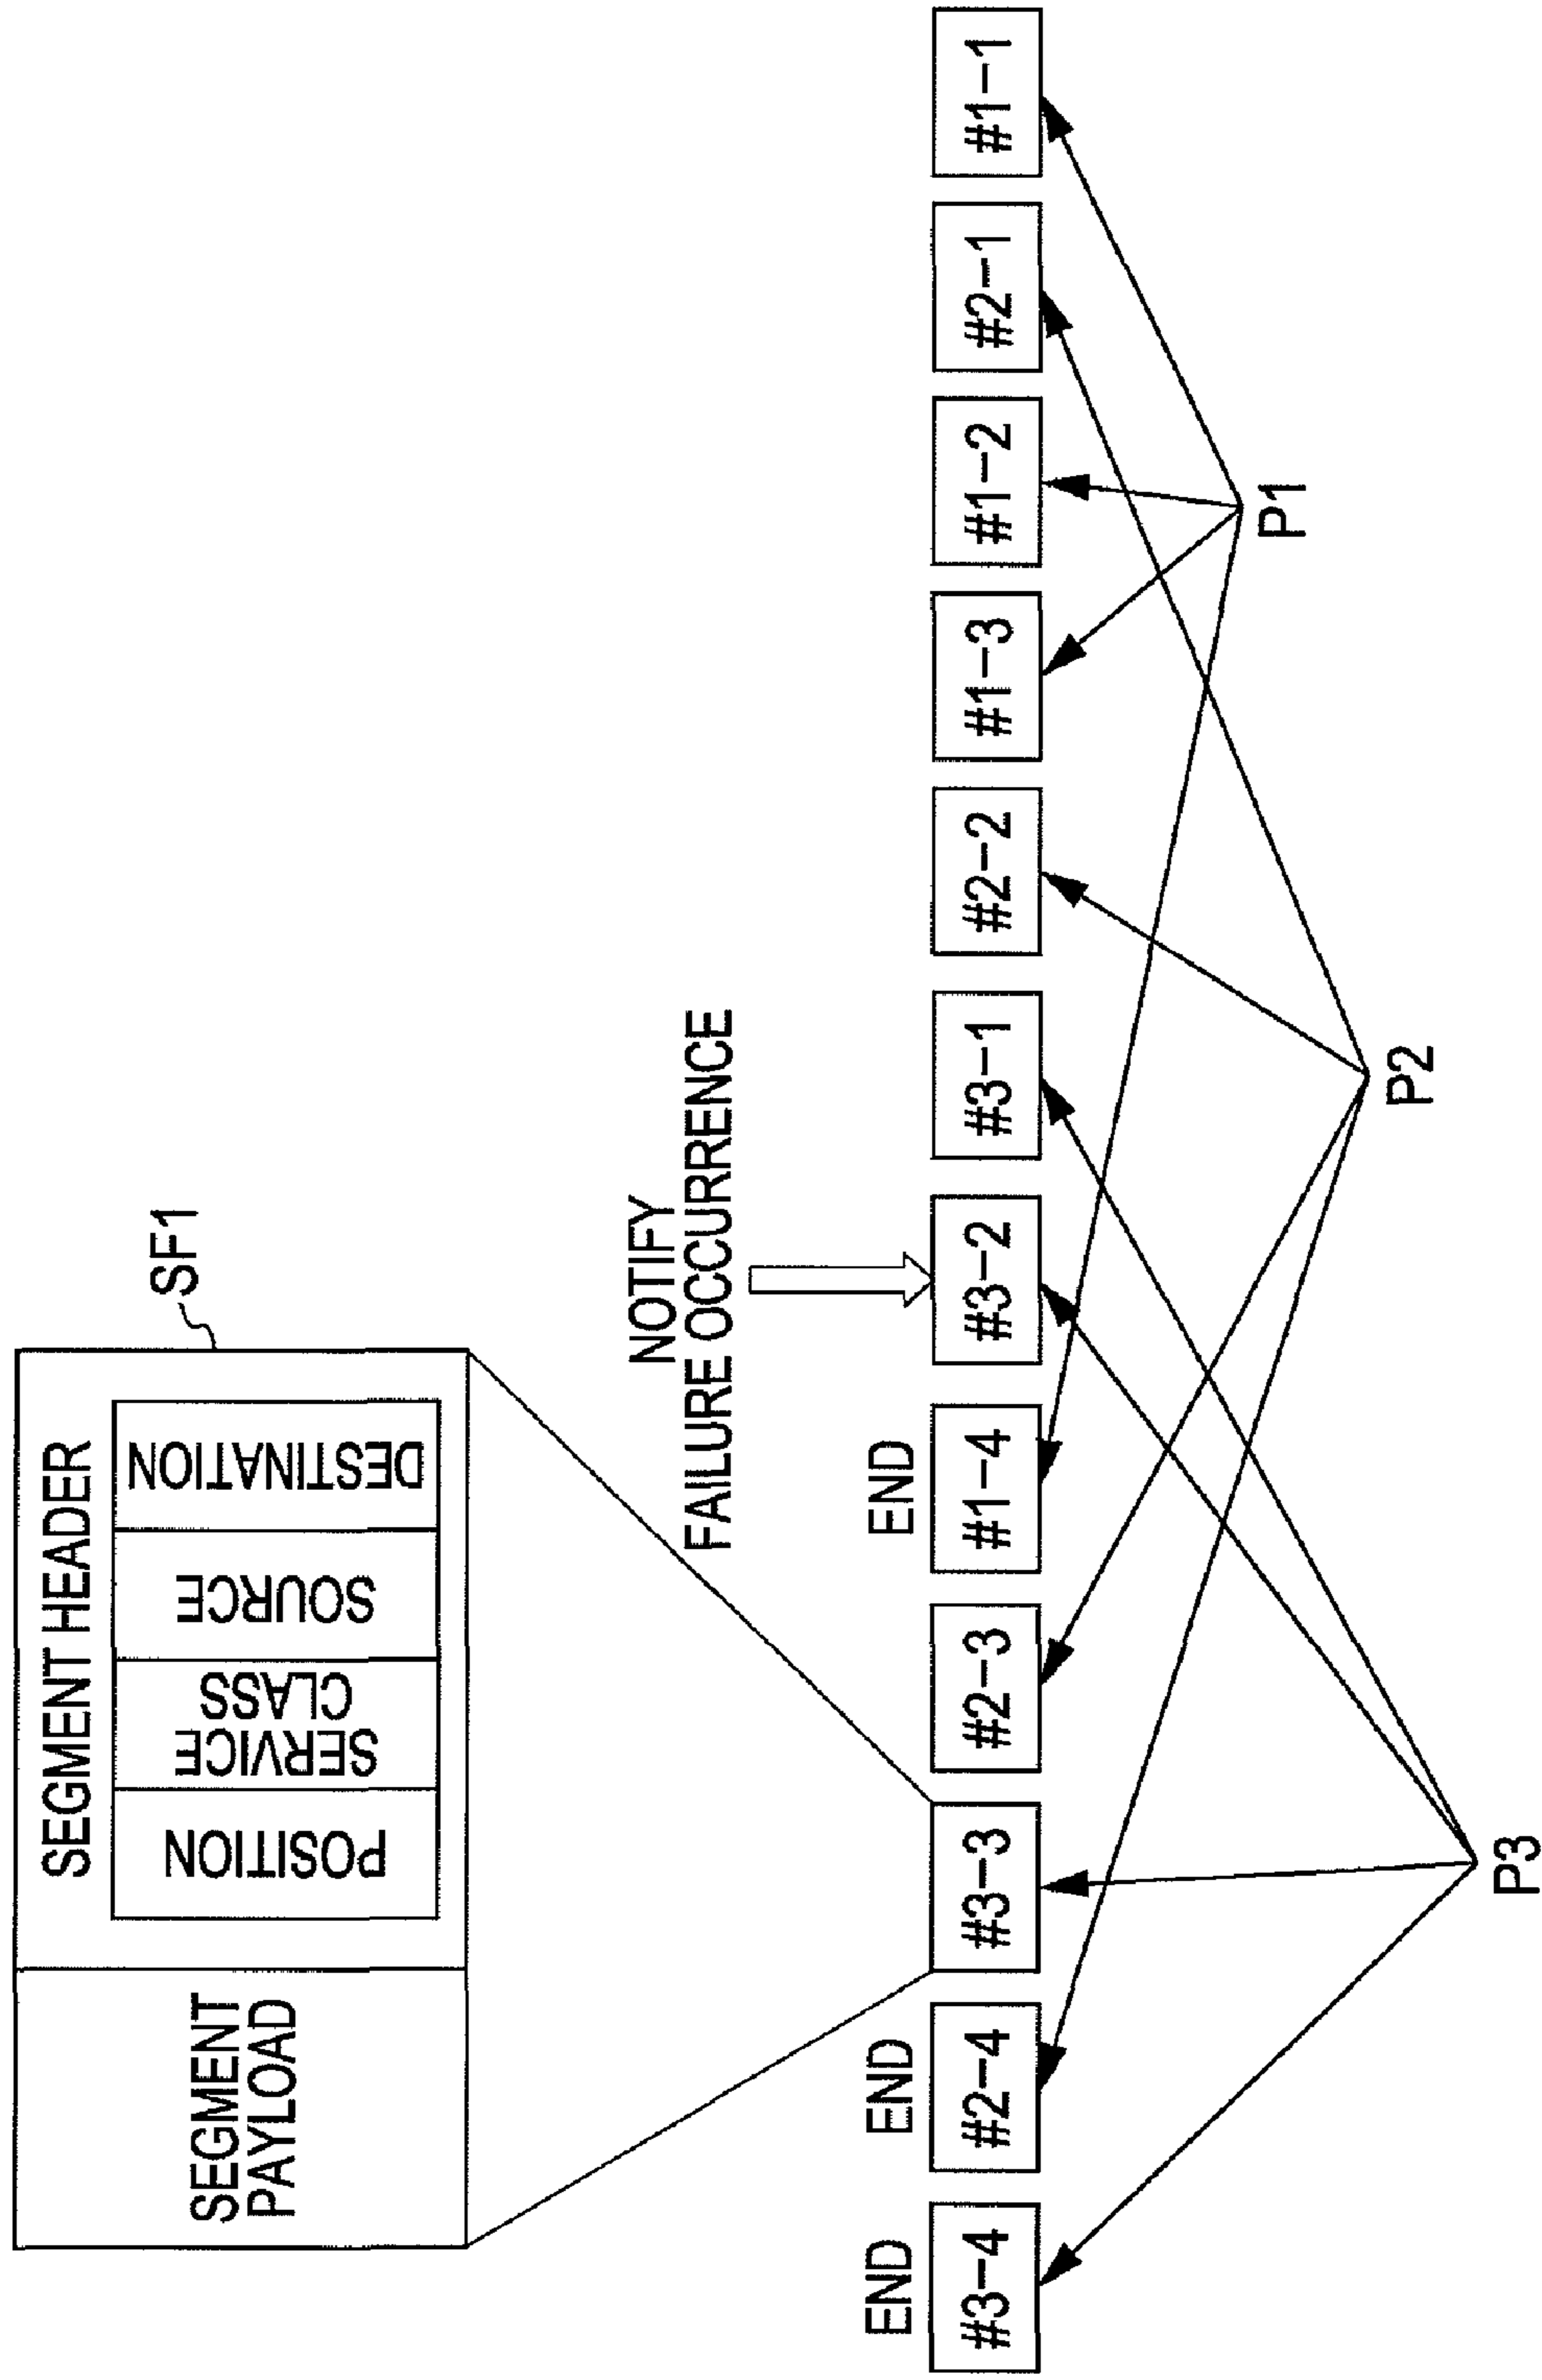 SF1
SEGMENT
PAYLOAD
SEGMENT HEADER
POSITION
SERVICE
CLASS
SOURCE
DESTINATION
NOTIFY
FAILURE OCCURRENCE
END
END
END
#3-4
#2-4
#3-3
#2-3
#1-4
#3-2
#3-1
#2-2
#1-3
#1-2
#2-1
#1-1
P3
P2
P1